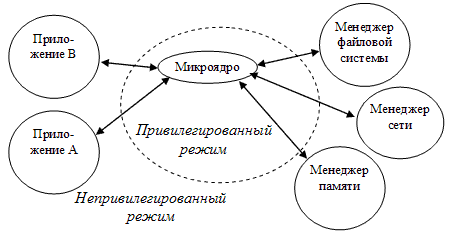 Прило-
жение В
Микроядро
Менеджер
файловой
системы
Прило-
жение А
Привилегированный
режим
Менеджер
сети
Менеджер
памяти
Непривилегированный
режим